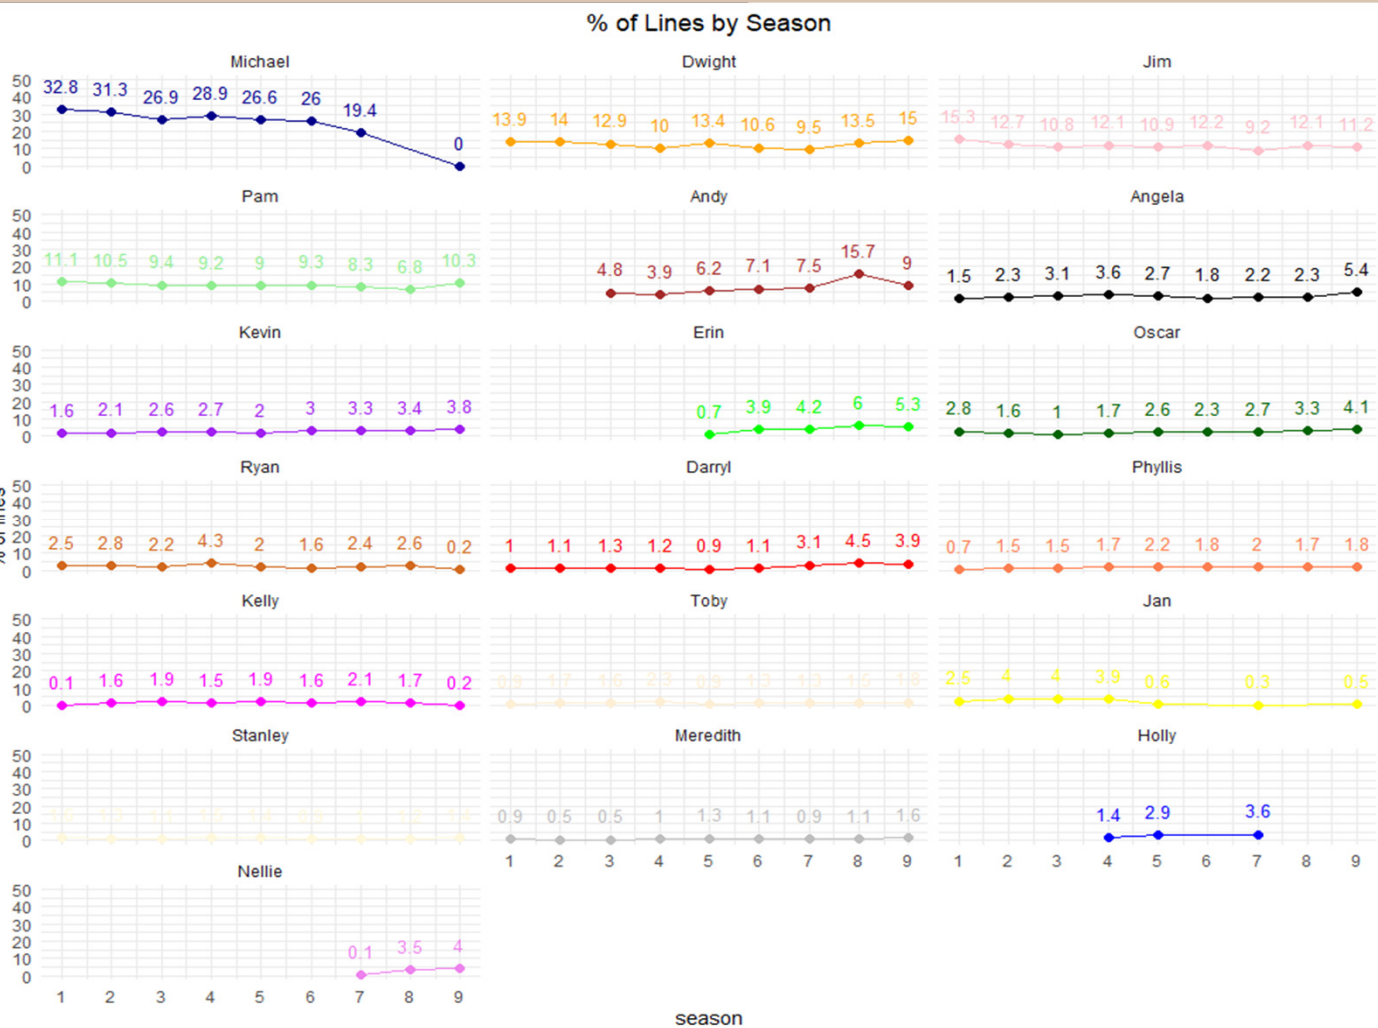 % of Lines by Season
Michael Dwight Jim
50
40
30
20
10
0
32.8 31.3 26.9 28.9 26.6 26 19.4 0
13.9 14 12.9 10 13.4 10.6 9.5 13.5 15
15.3 12.7 10.8 12.1 10.9 12.2 9.2 12.1 11.2
Pam Andy Angela
50
40
30
20
10
0
11.1 10.5 9.4 9.2 9 9.3 8.3 6.8 10.3
4.8 3.9 6.2 7.1 7.5 15.7 9
1.5 2.3 3.1 3.6 2.7 1.8 2.2 2.3 5.4
Kevin Erin Oscar
50
40
30
20
10
0
1.6 2.1 2.6 2.7 2 3 3.3 3.4 3.8
0.7 3.9 4.2 6 5.3
2.8 1.6 1 1.7 2.6 2.3 2.7 3.3 4.1
Ryan Darryl Phyllis
50
40
30
20
10
0
2.5 2.8 2.2 4.3 2 1.6 2.4 2.6 0.2
1 1.1 1.3 1.2 0.9 1.1 3.1 4.5 3.9
0.7 1.5 1.5 1.7 2.2 1.8 2 1.7 1.8
Kelly Toby Jan
50
40
30
20
10
0
0.1 1.6 1.9 1.5 1.9 1.6 2.1 1.7 0.2
2.5 4 4 3.9 0.6 0.3 0.5
Stanley Meredith Holly
50
40
30
20
10
0
0.9 0.5 0.5 1 1.3 1.1 0.9 1.1 1.6
1.4 2.9 3.6
1 2 3 4 5 6 7 8 9
1 2 3 4 5 6 7 8 9
Nellie
50
40
30
20
10
0
0.1 3.5 4
1 2 3 4 5 6 7 8 9
season